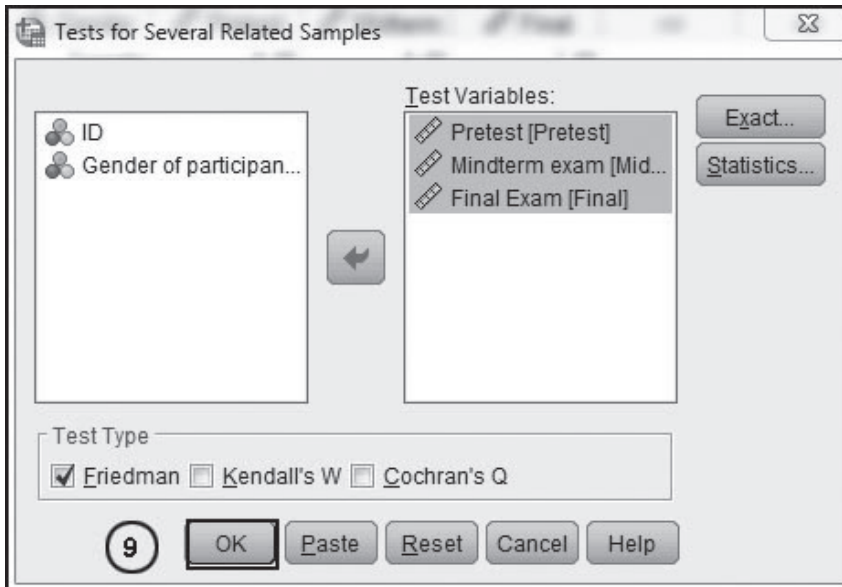 Tests for Several Related Samples
Test Variables:
ID
Gender of participan...
Pretest [Pretest]
Mindterm exam [Mid...
Final Exam [Final]
Exact...
Statistics...
Test Type
Friedman Kendall's W Cochran's Q
9 OK Paste Reset Cancel Help